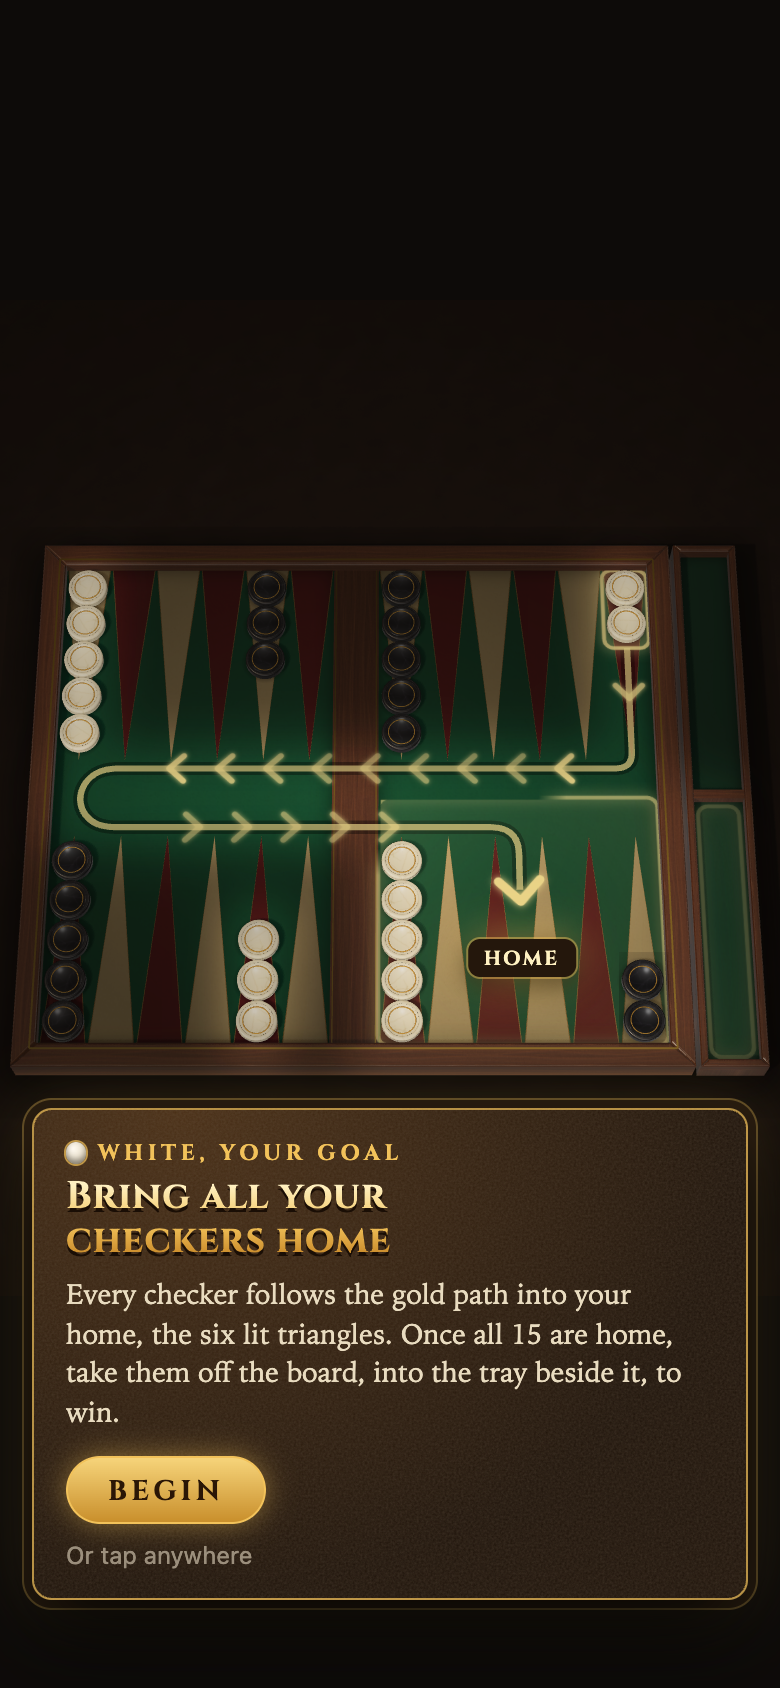 HOME
WHITE, YOUR GOAL
BRING ALL YOUR
CHECKERS HOME
Every checker follows the gold path into your
home, the six lit triangles. Once all 15 are home,
take them off the board, into the tray beside it, to
win.
BEGIN
Or tap anywhere